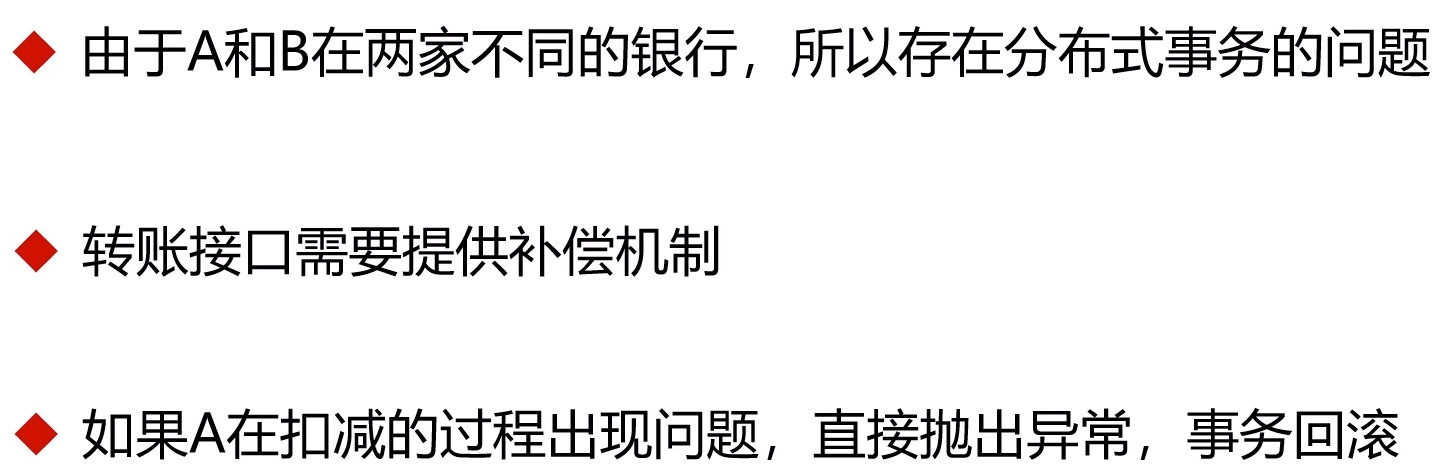 由于A和B在两家不同的银行，所以存在分布式事务的问题
转账接口需要提供补偿机制
如果A在扣减的过程出现问题，直接抛出异常，事务回滚